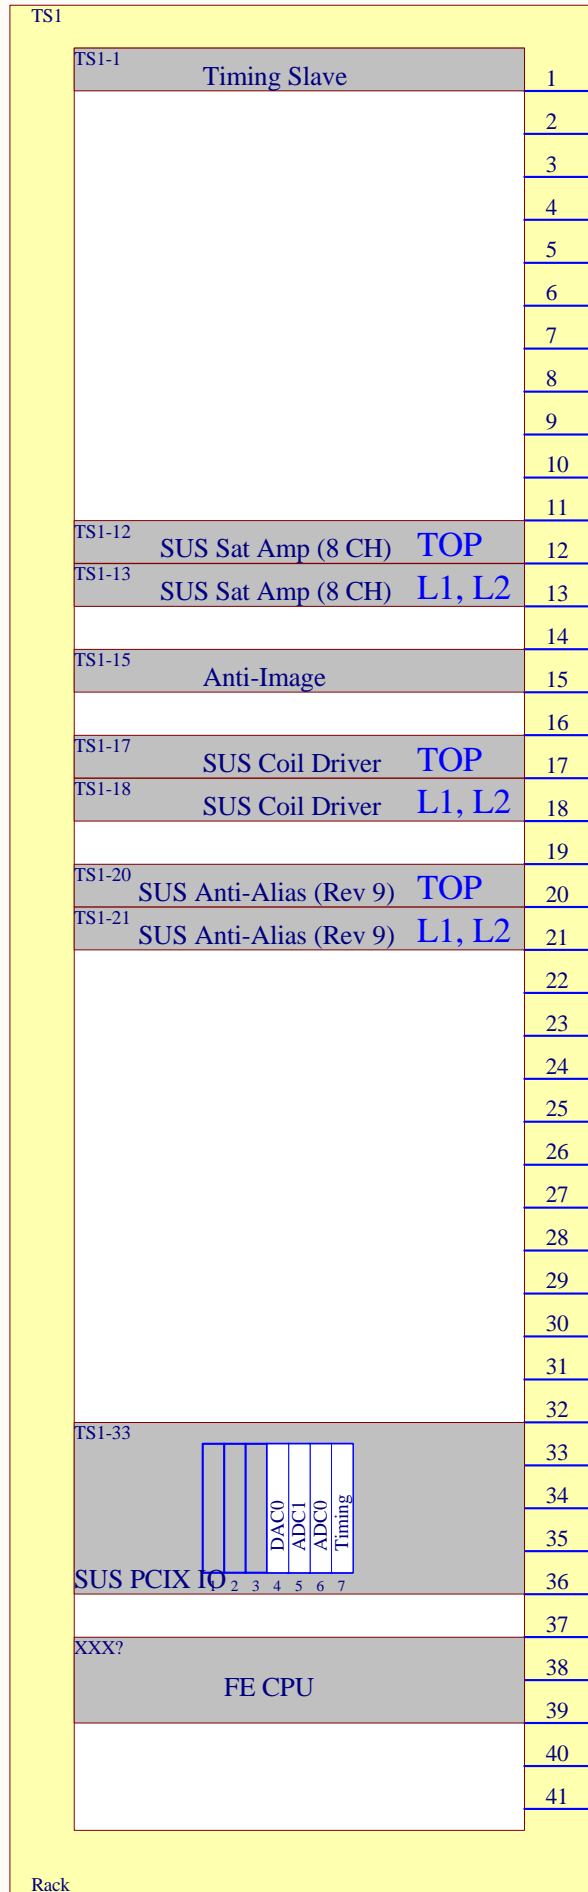 TS1
TS1-1
Timing Slave
1
2
3
4
5
6
7
8
9
10
11
TS1-12
SUS Sat Amp (8 CH) TOP
12
TS1-13
SUS Sat Amp (8 CH) L1, L2
13
14
TS1-15
Anti-Image
15
16
TS1-17
SUS Coil Driver TOP
17
TS1-18
SUS Coil Driver L1, L2
18
19
TS1-20
SUS Anti-Alias (Rev 9) TOP
20
TS1-21
SUS Anti-Alias (Rev 9) L1, L2
21
22
23
24
25
26
27
28
29
30
31
32
TS1-33
33
34
DAC0
ADC1
ADC0
Timing
35
SUS PCIX IO
1 2 3 4 5 6 7
36
37
XXX?
38
FE CPU
39
40
41
Rack